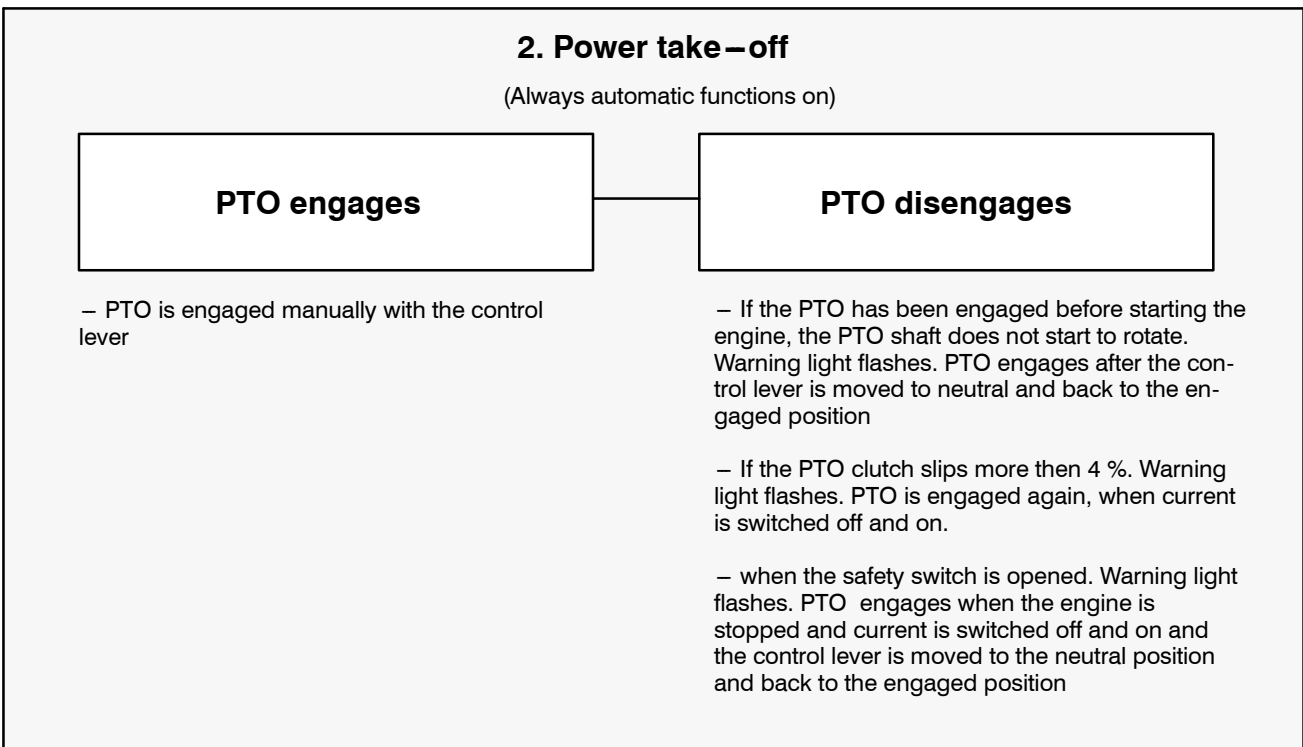 2. Power take–off
(Always automatic functions on)
PTO engages
PTO disengages
– PTO is engaged manually with the control
lever
– If the PTO has been engaged before starting the
engine, the PTO shaft does not start to rotate.
Warning light flashes. PTO engages after the con-
trol lever is moved to neutral and back to the en-
gaged position
– If the PTO clutch slips more then 4 %. Warning
light flashes. PTO is engaged again, when current
is switched off and on.
– when the safety switch is opened. Warning light
flashes. PTO  engages when the engine is
stopped and current is switched off and on and
the control lever is moved to the neutral position
and back to the engaged position